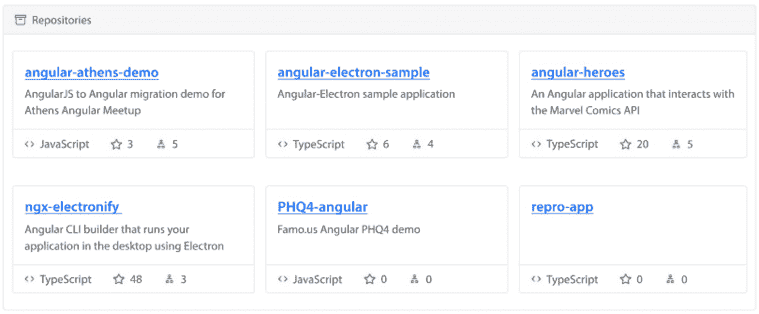 Repositories
angular-athens-demo
AngularJS to Angular migration demo for
Athens Angular Meetup
JavaScript 3 5
angular-electron-sample
Angular-Electron sample application
TypeScript 6 4
angular-heroes
An Angular application that interacts with
the Marvel Comics API
TypeScript 20 5
ngx-electronify
Angular CLI builder that runs your
application in the desktop using Electron
TypeScript 48 3
PHQ4-angular
Famo.us Angular PHQ4 demo
JavaScript 0 0
repro-app
TypeScript 0 0